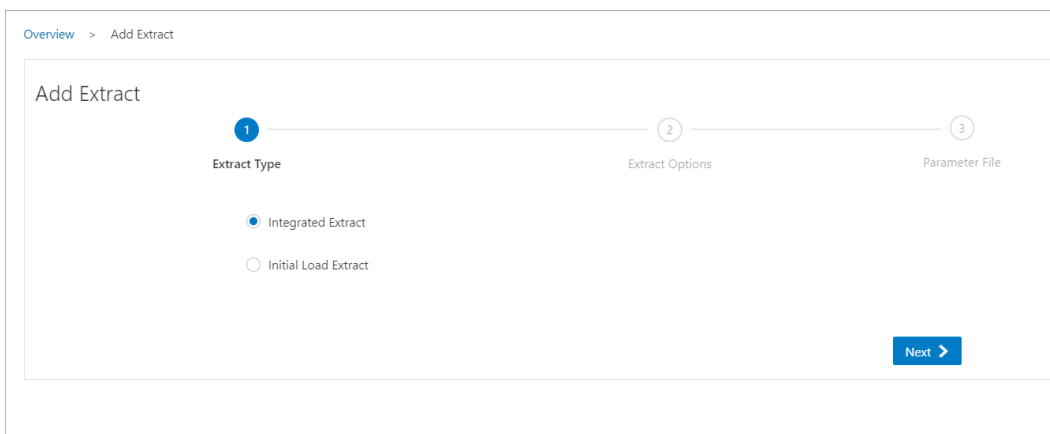 Overview > Add Extract
Add Extract
1 2 3
Extract Type Extract Options Parameter File
Integrated Extract
Initial Load Extract
Next >